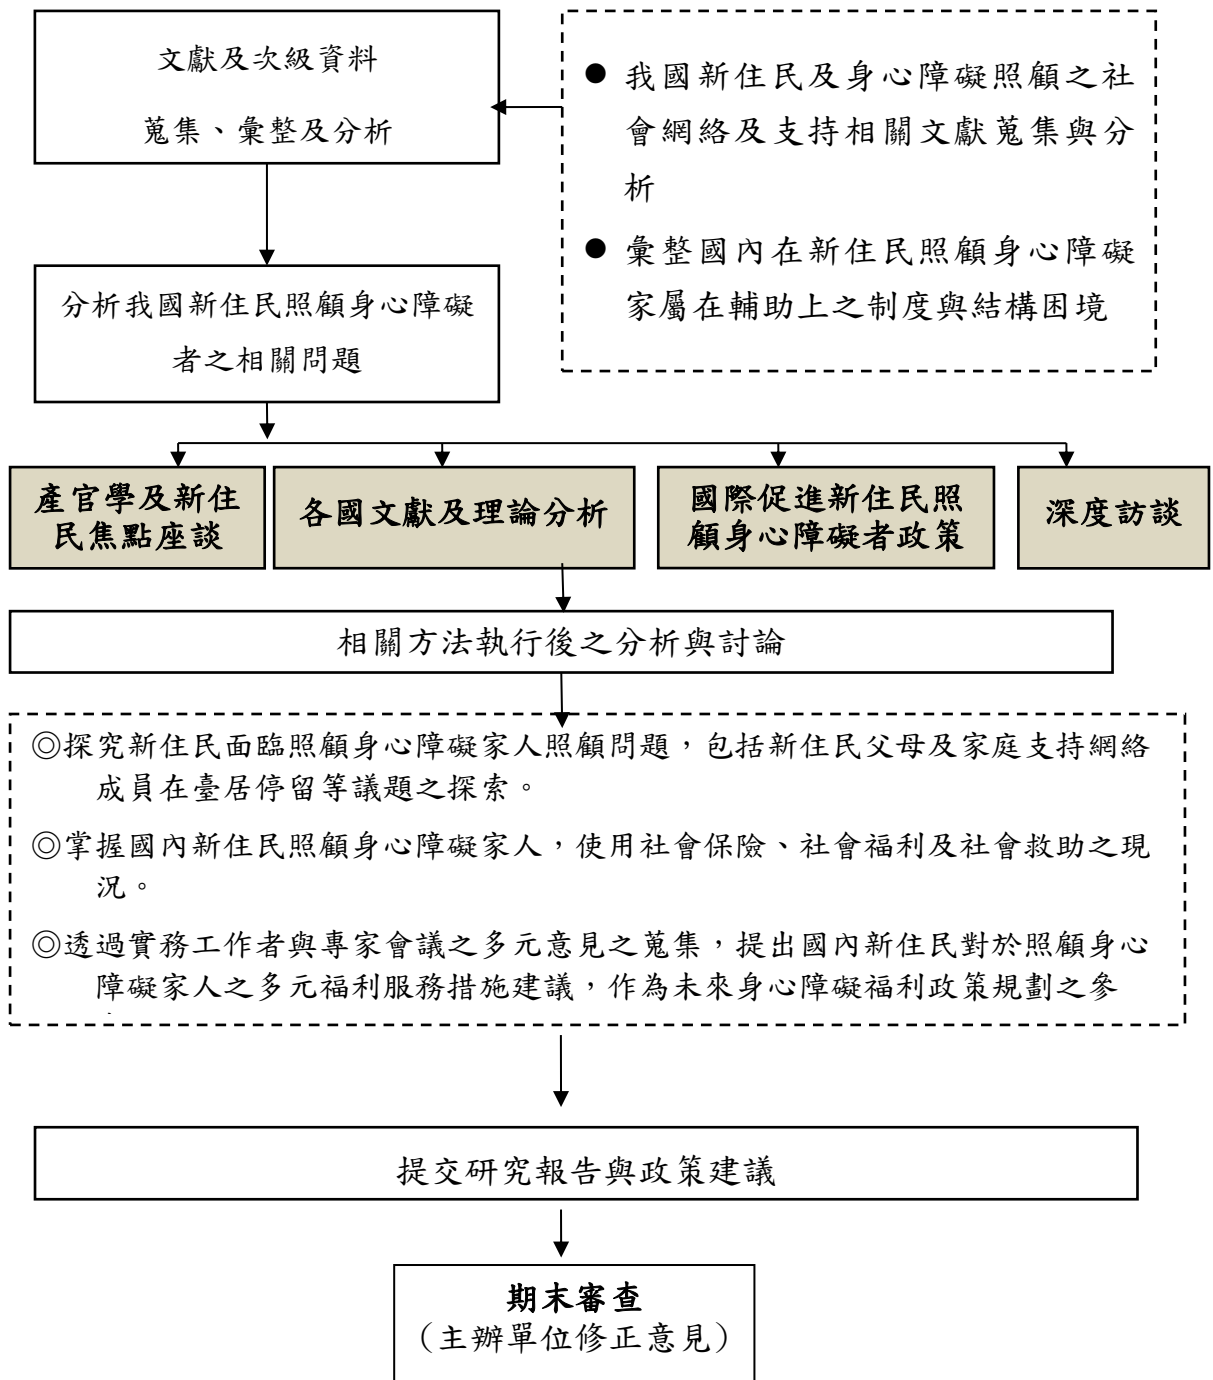 文獻及次級資料
蒐集、彙整及分析
● 我國新住民及身心障礙照顧之社
會網絡及支持相關文獻蒐集與分
析
● 彙整國內在新住民照顧身心障礙
家屬在輔助上之制度與結構困境
分析我國新住民照顧身心障礙
者之相關問題
產官學及新住
民焦點座談
各國文獻及理論分析
國際促進新住民照
顧身心障礙者政策
深度訪談
相關方法執行後之分析與討論
◎探究新住民面臨照顧身心障礙家人照顧問題，包括新住民父母及家庭支持網絡
成員在臺居停留等議題之探索。
◎掌握國內新住民照顧身心障礙家人，使用社會保險、社會福利及社會救助之現
況。
◎透過實務工作者與專家會議之多元意見之蒐集，提出國內新住民對於照顧身心
障礙家人之多元福利服務措施建議，作為未來身心障礙福利政策規劃之參
提交研究報告與政策建議
期末審查
（主辦單位修正意見）